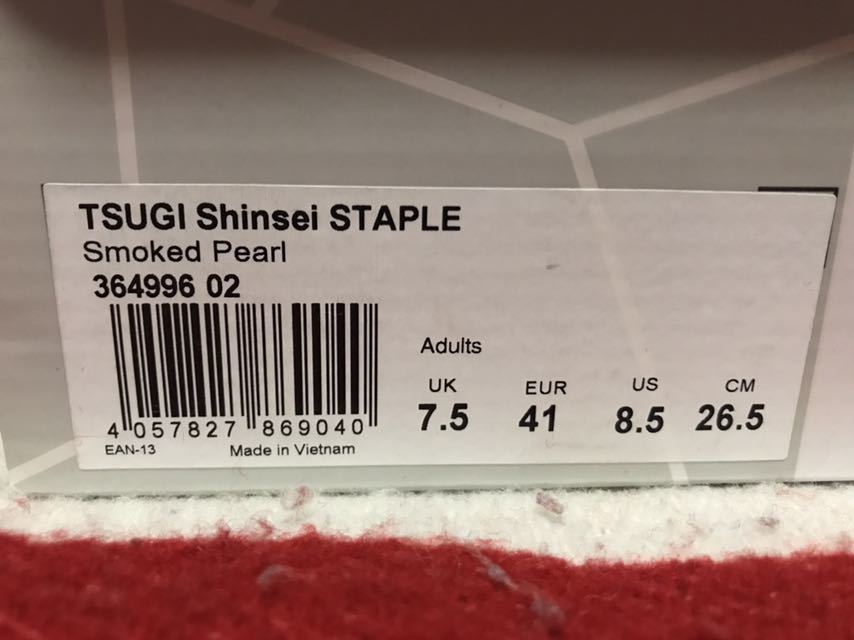 TSUGI Shinsei STAPLE
Smoked Pearl
364996 02
4 057827 869040
EAN-13 Made in Vietnam
Adults
UK EUR US CM
7.5 41 8.5 26.5